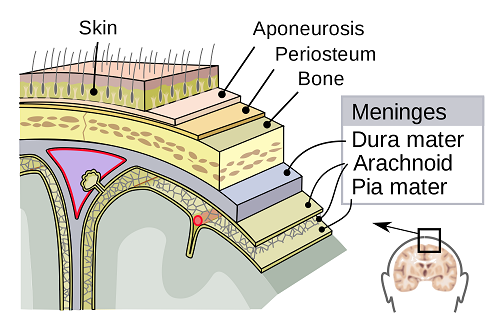 Skin
Aponeurosis
Periosteum
Bone
Meninges
Dura mater
Arachnoid
Pia mater